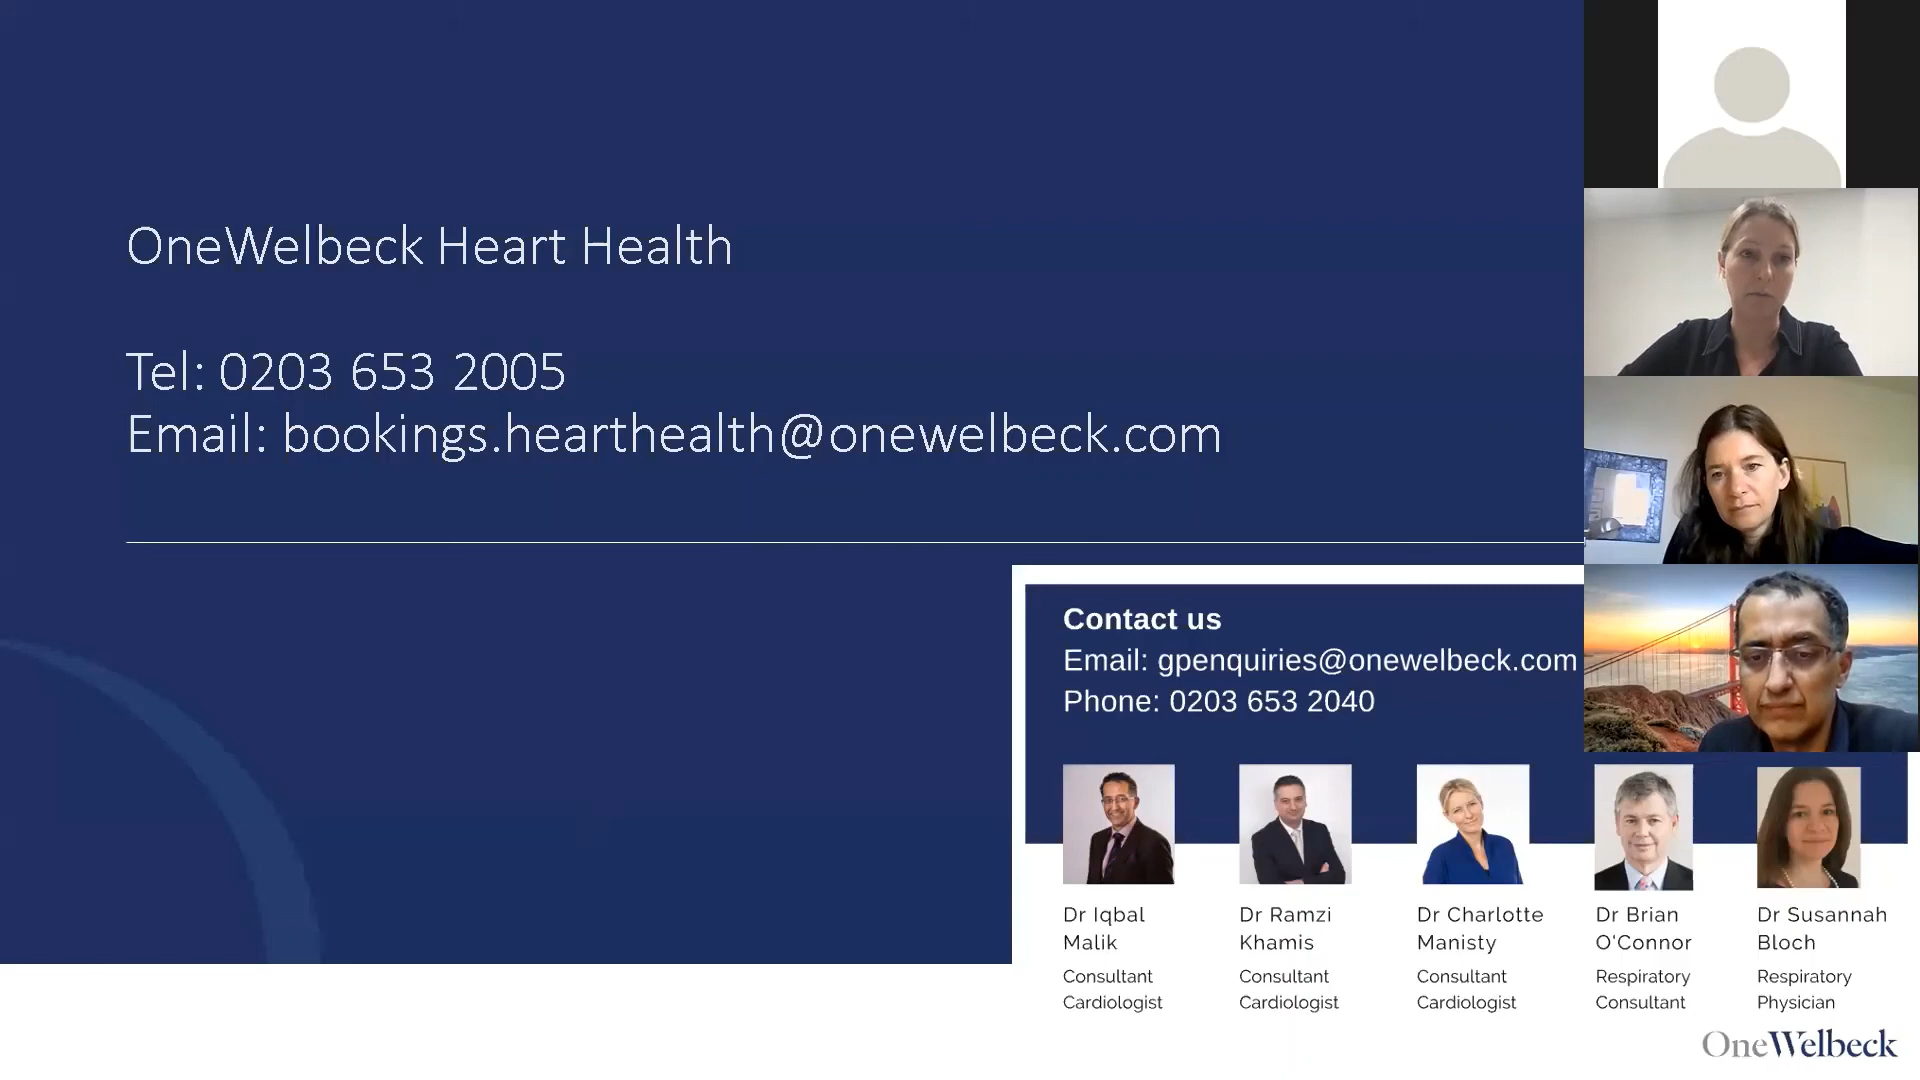 OneWelbeck Heart Health
Tel: 0203 653 2005
Email: bookings.hearthealth@onewelbeck.com
Contact us
Email: gpenquiries@onewelbeck.com
Phone: 0203 653 2040
Dr Iqbal
Malik
Consultant
Cardiologist
Dr Ramzi
Khamis
Consultant
Cardiologist
Dr Charlotte
Manisty
Consultant
Cardiologist
Dr Brian
O'Connor
Respiratory
Consultant
Dr Susannah
Bloch
Respiratory
Physician
OneWelbeck